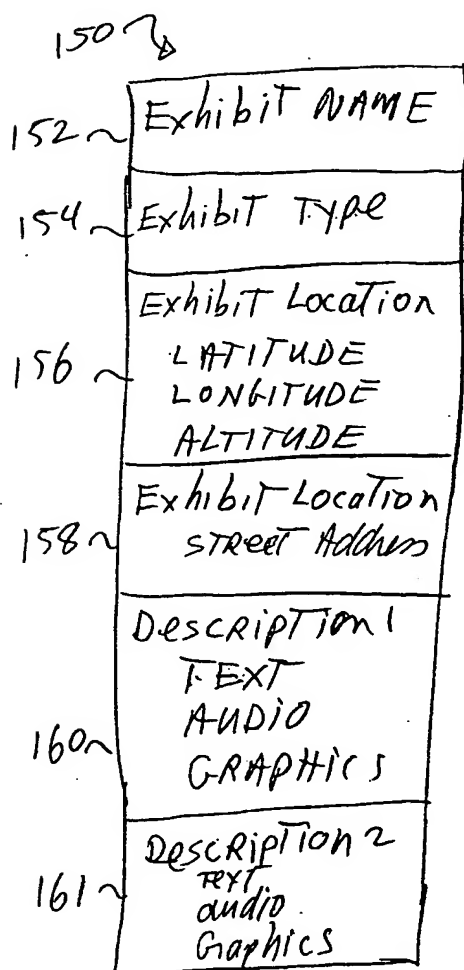 150
152 Exhibit NAME
154 Exhibit Type
Exhibit Location
LATITUDE
156 LONGITUDE
ALTITUDE
Exhibit Location
158 STREET Address
Description 1
TEXT
AUDIO
160 GRAPHICS
Description 2
TEXT
161 audio
Graphics